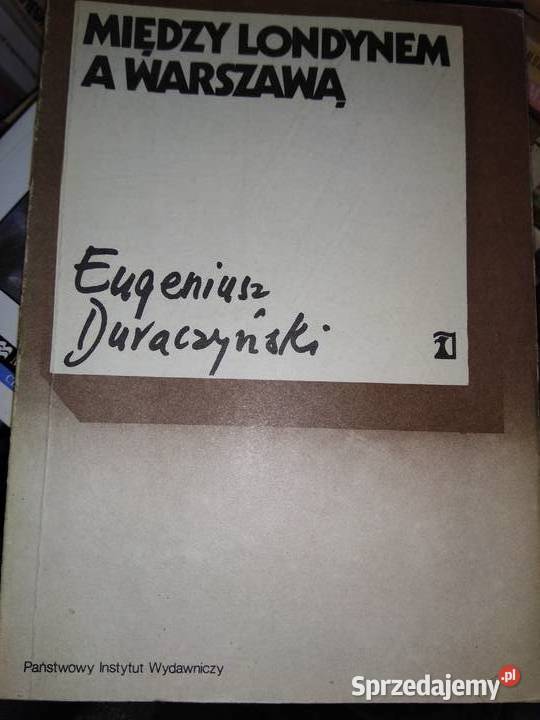 MIĘDZY LONDYNEM
A WARSZAWĄ
Eugeniusz
Duraczyński
Państwowy Instytut Wydawniczy
Sprzedajemy.pl